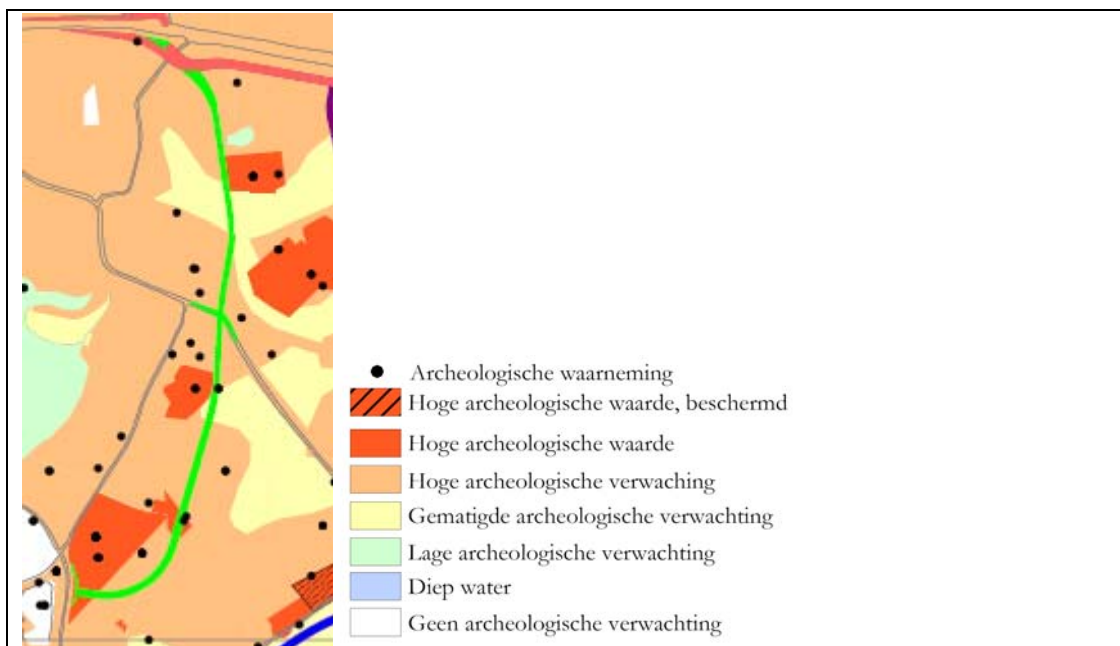 Archeologische waarneming
Hoge archeologische waarde, beschermd
Hoge archeologische waarde
Hoge archeologische verwaching
Gematigde archeologische verwachting
Lage archeologische verwachting
Diep water
Geen archeologische verwachting